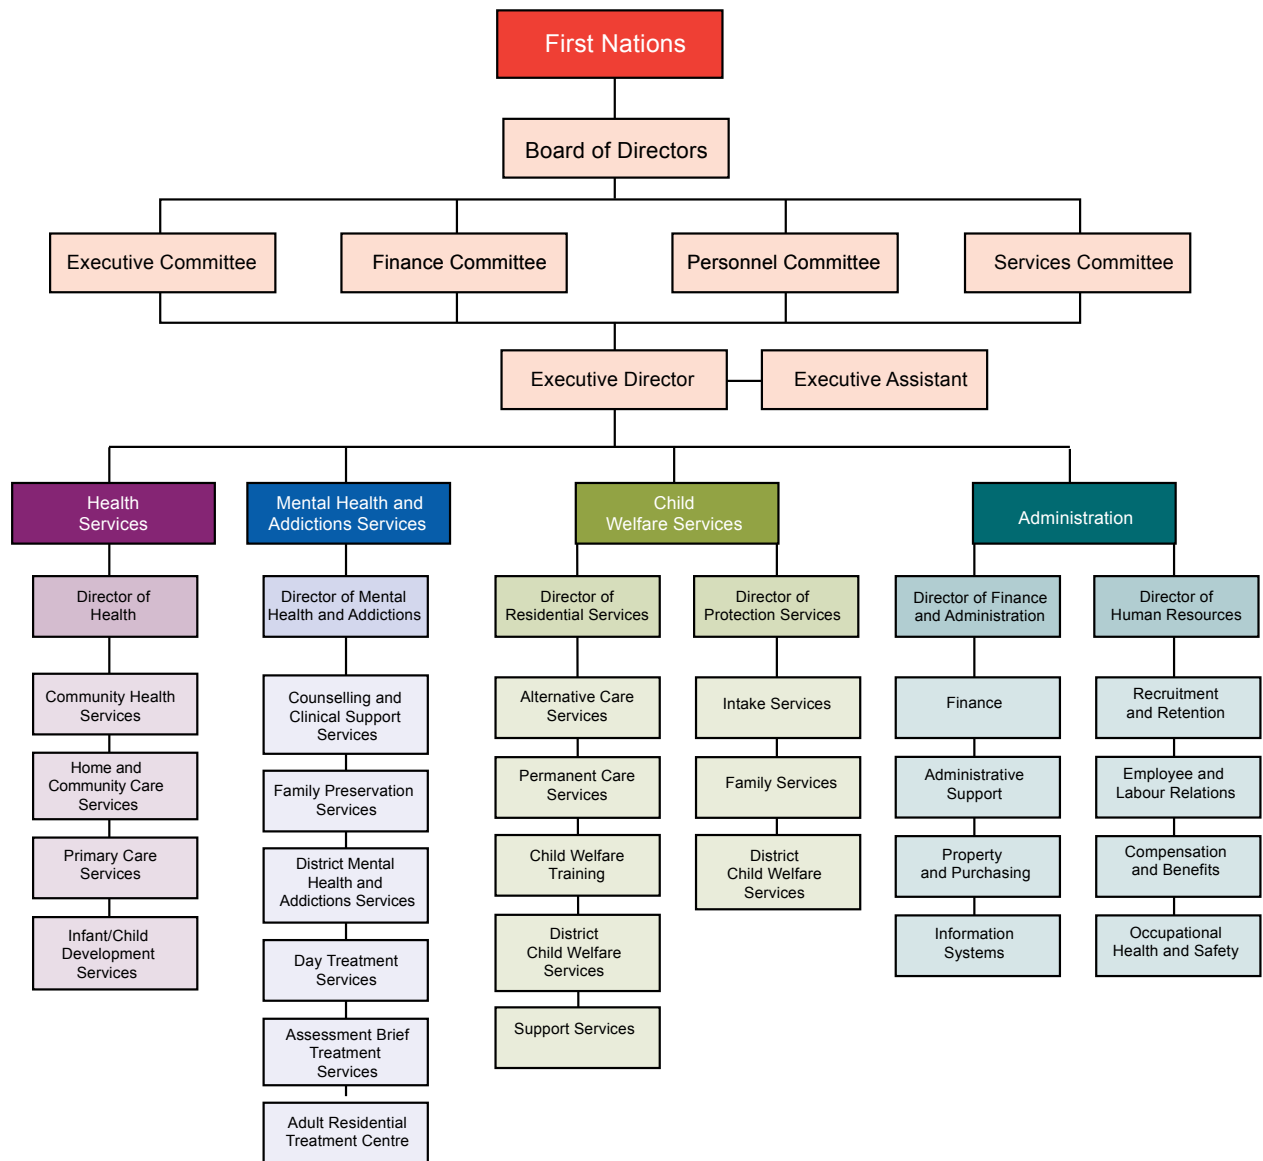 First Nations
Board of Directors
Executive Committee
Finance Committee
Personnel Committee
Services Committee
Executive Director
Executive Assistant
Health
Services
Mental Health and
Addictions Services
Child
Welfare Services
Administration
Director of
Health
Director of Mental
Health and Addictions
Director of
Residential Services
Director of
Protection Services
Director of Finance
and Administration
Director of
Human Resources
Community Health
Services
Home and
Community Care
Services
Primary Care
Services
Infant/Child
Development
Services
Counselling and
Clinical Support
Services
Family Preservation
Services
District Mental
Health and
Addictions Services
Day Treatment
Services
Assessment Brief
Treatment
Services
Adult Residential
Treatment Centre
Alternative Care
Services
Permanent Care
Services
Child Welfare
Training
District
Child Welfare
Services
Support Services
Intake Services
Family Services
District
Child Welfare
Services
Finance
Administrative
Support
Property
and Purchasing
Information
Systems
Recruitment
and Retention
Employee and
Labour Relations
Compensation
and Benefits
Occupational
Health and Safety